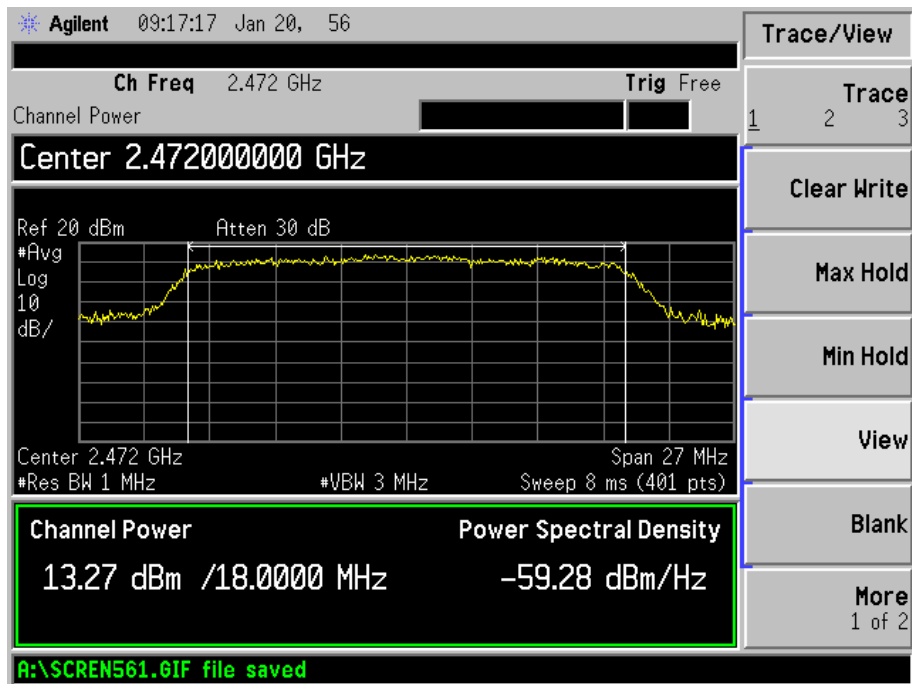 Agilent 09:17:17 Jan 20, 56
Trace/View
Ch Freq 2.472 GHz Trig Free
Channel Power
Trace
1 2 3
Center 2.472000000 GHz
Clear Write
Ref 20 dBm Atten 30 dB
#Avg
Log
10
dB/
Max Hold
Min Hold
View
Center 2.472 GHz Span 27 MHz
#Res BW 1 MHz #VBW 3 MHz Sweep 8 ms (401 pts)
Channel Power Power Spectral Density
13.27 dBm /18.0000 MHz -59.28 dBm/Hz
Blank
More
1 of 2
A:\SCREN561.GIF file saved